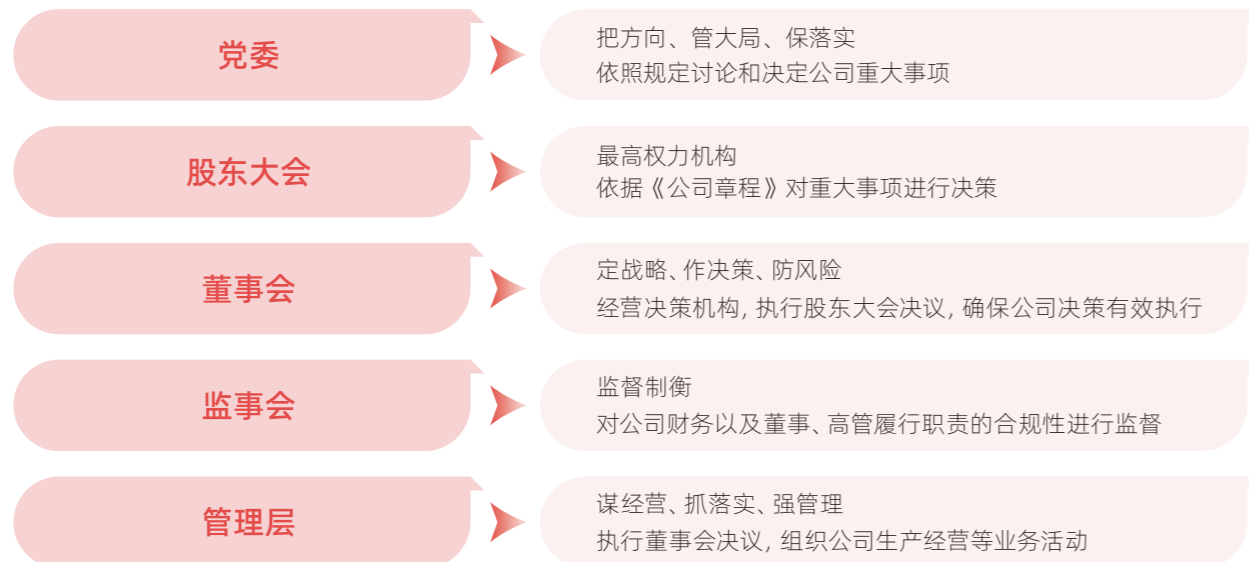 党委
把方向、管大局、保落实
依照规定讨论和决定公司重大事项
股东大会
最高权力机构
依据《公司章程》对重大事项进行决策
董事会
定战略、作决策、防风险
经营决策机构, 执行股东大会决议, 确保公司决策有效执行
监事会
监督制衡
对公司财务以及董事、高管履行职责的合规性进行监督
管理层
谋经营、抓落实、强管理
执行董事会决议, 组织公司生产经营等业务活动